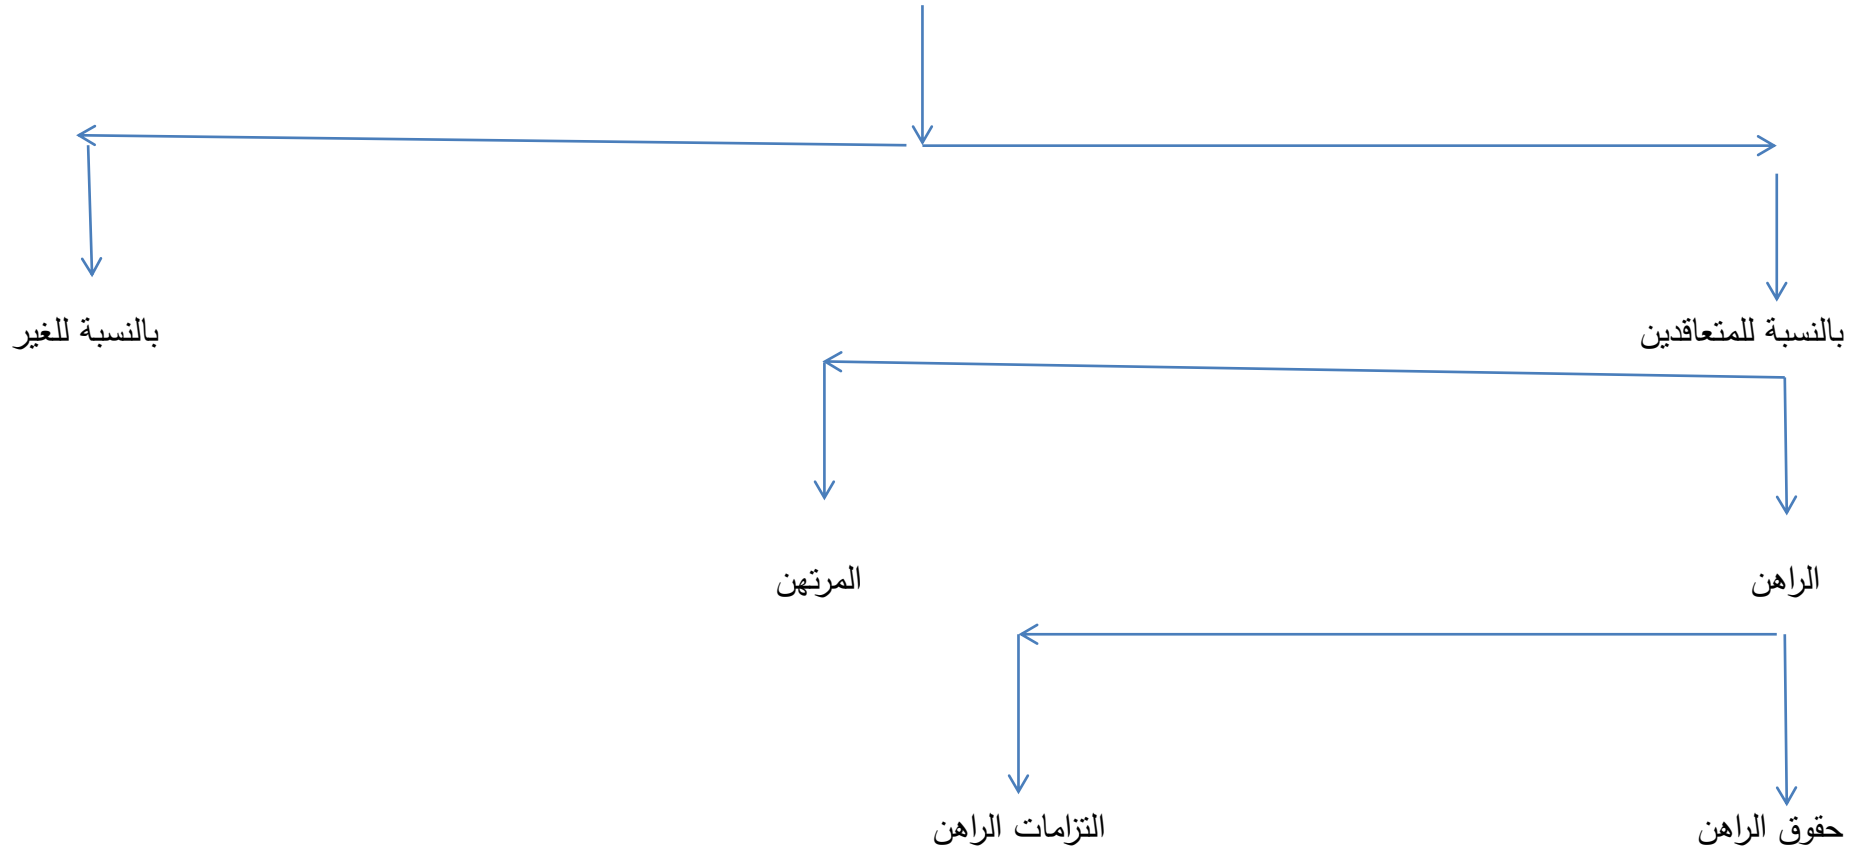 بالنسبة للمتعاقدين
بالنسبة للغير
الراهن
المرتهن
حقوق الراهن
التزامات الراهن